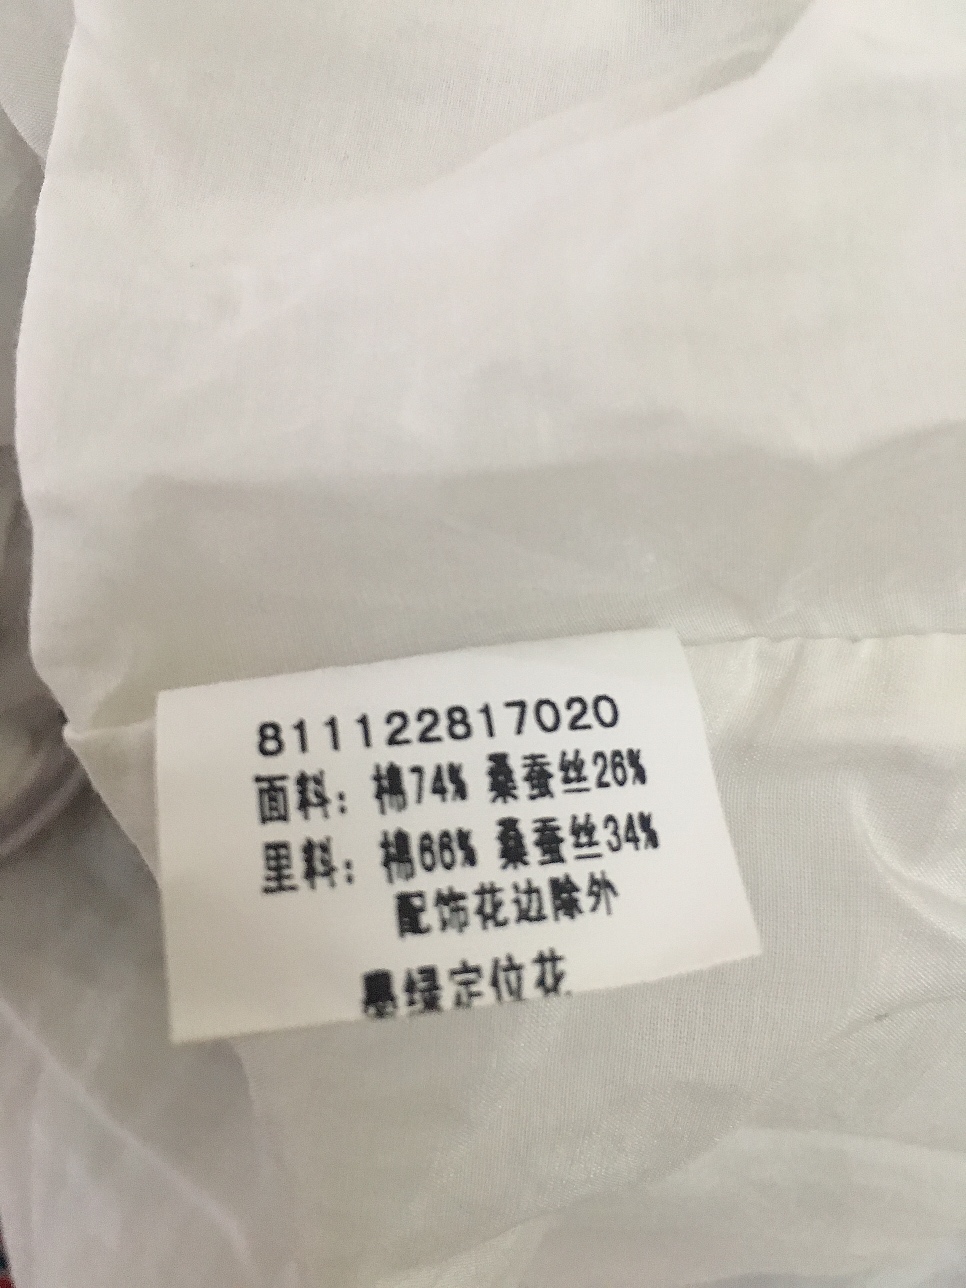 811122817020
面料：棉74% 桑蚕丝26%
里料：棉66% 桑蚕丝34%
配饰花边除外
墨绿定位花